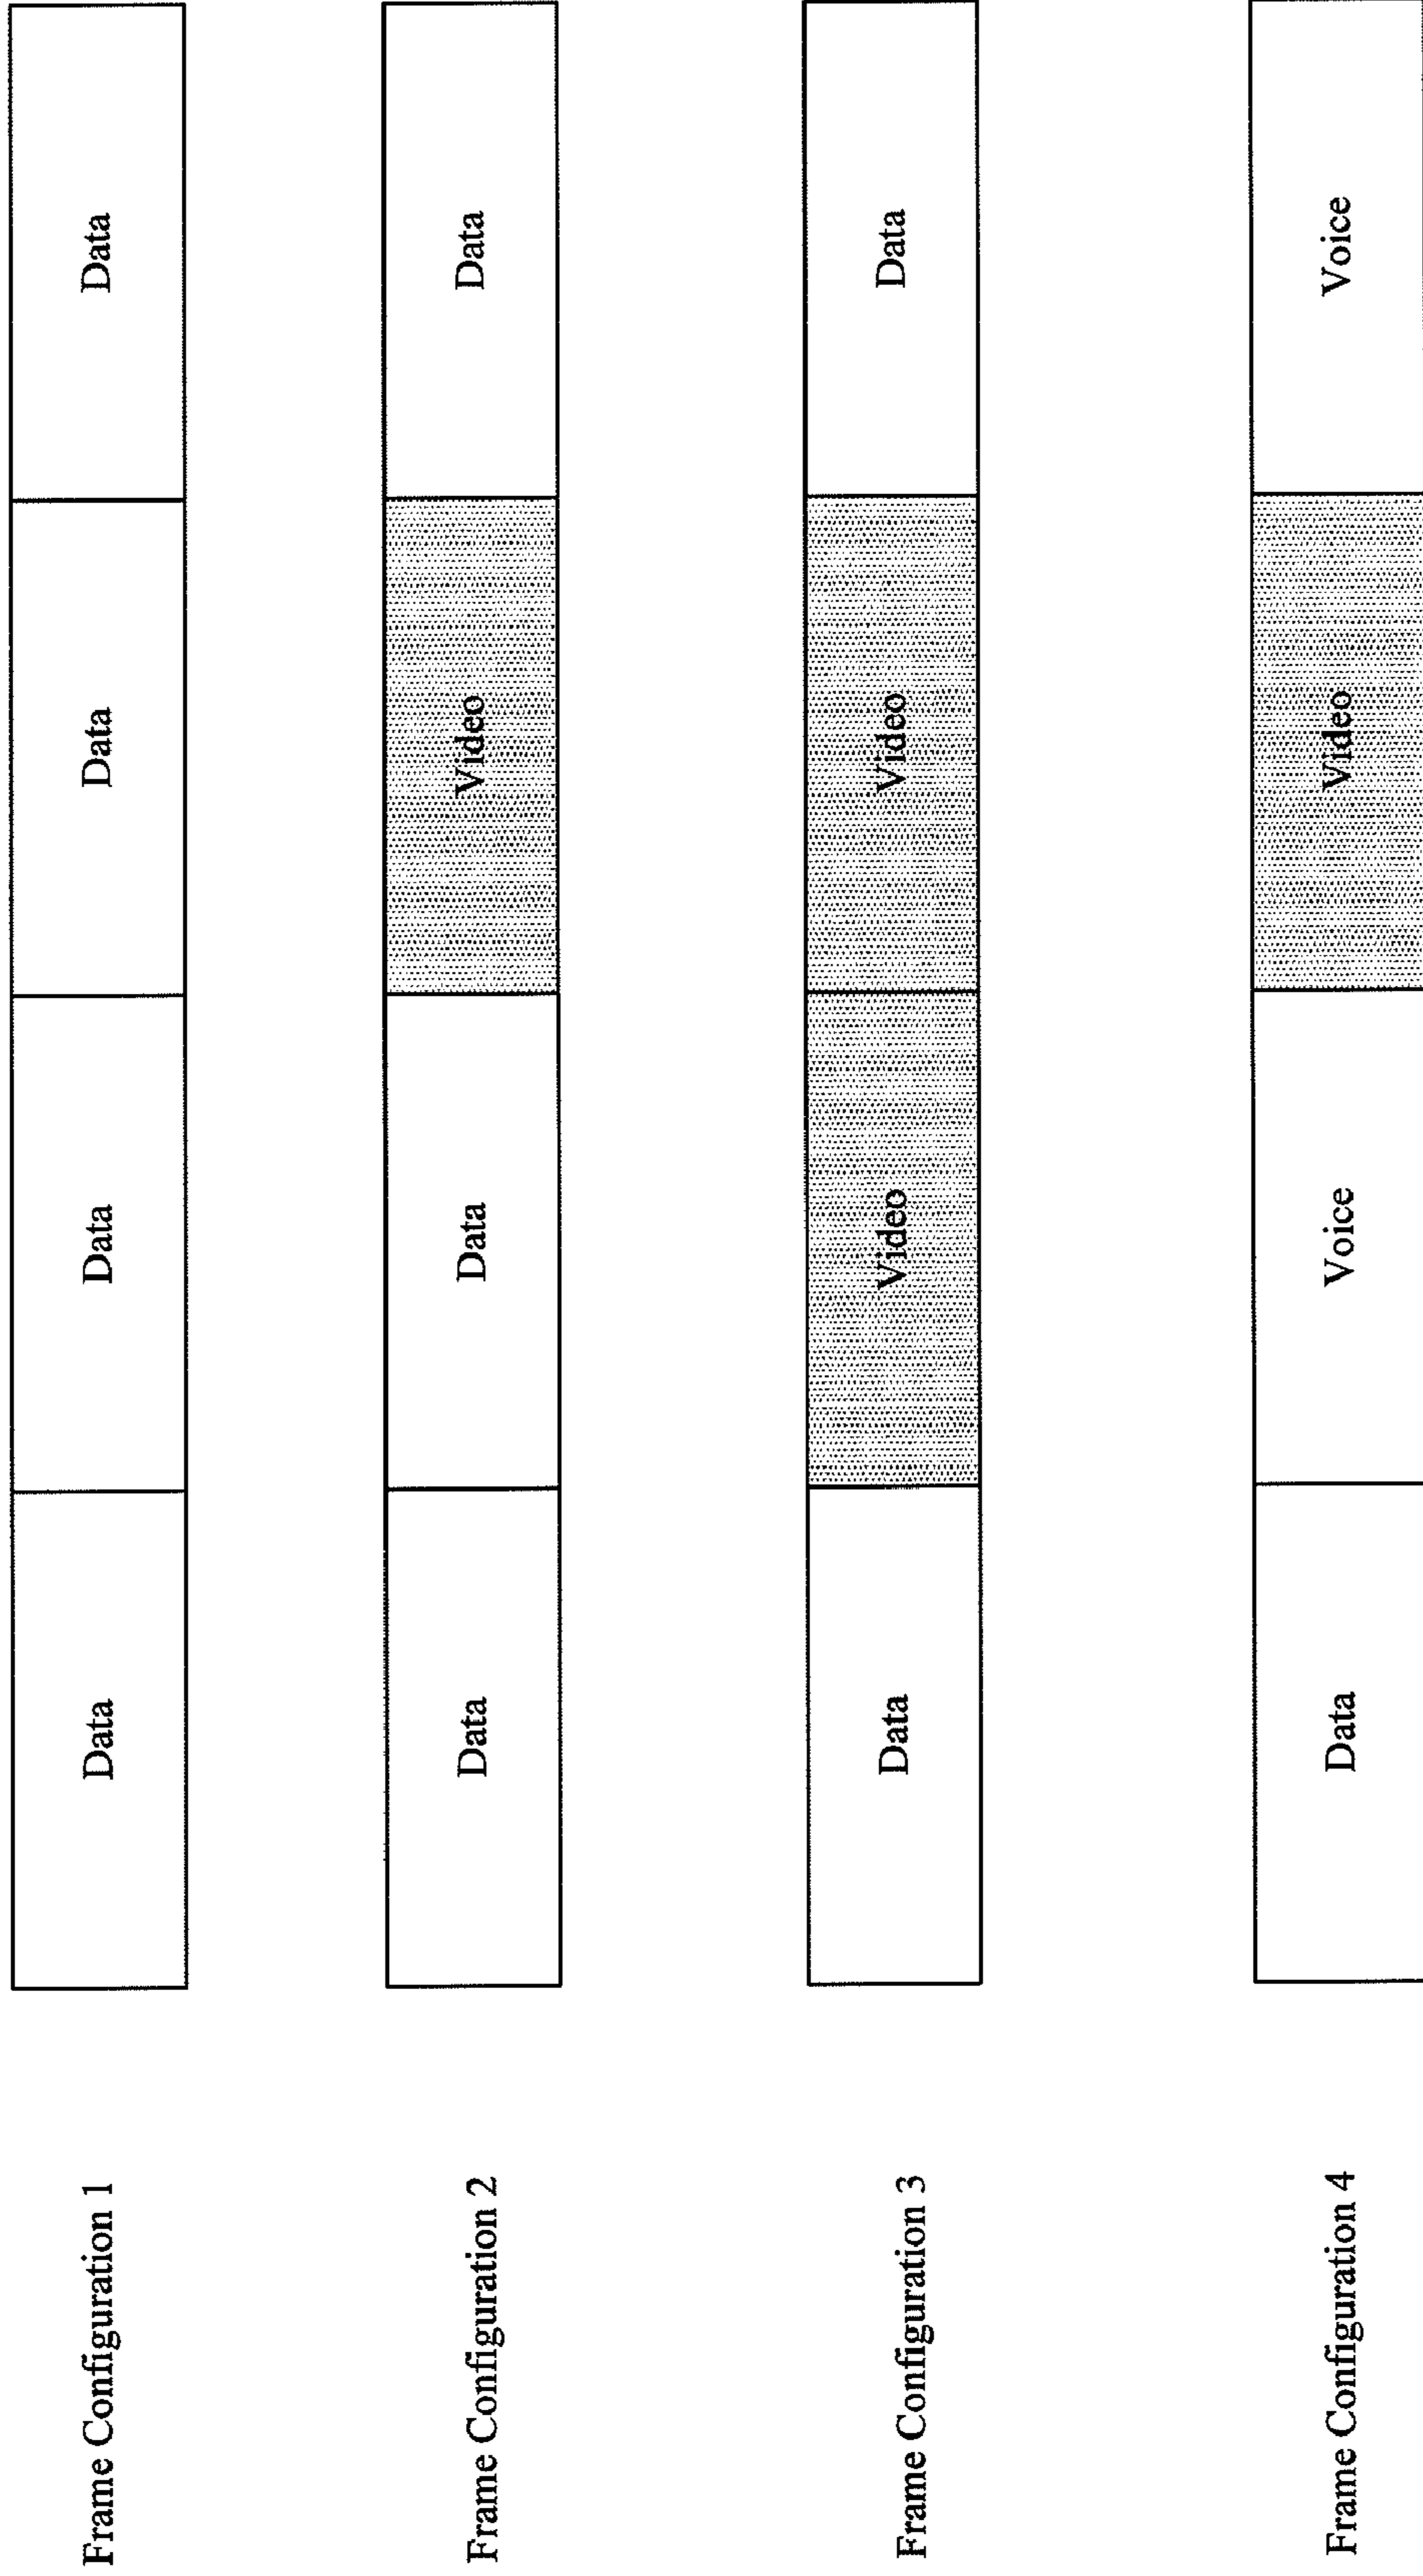 Frame Configuration 1
Data
Data
Data
Data
Frame Configuration 2
Data
Data
Video
Data
Frame Configuration 3
Data
Video
Video
Data
Frame Configuration 4
Data
Voice
Video
Voice